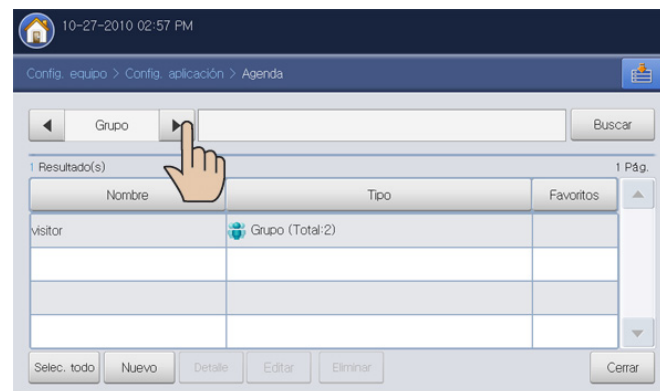 10-27-2010 02:57 PM
Config. equipo > Config. aplicación > Agenda
Grupo Buscar
1 Resultado(s) 1 Pág.
Nombre Tipo Favoritos
visitor Grupo (Total:2)
Selec. todo Nuevo Detalle Editar Eliminar Cerrar